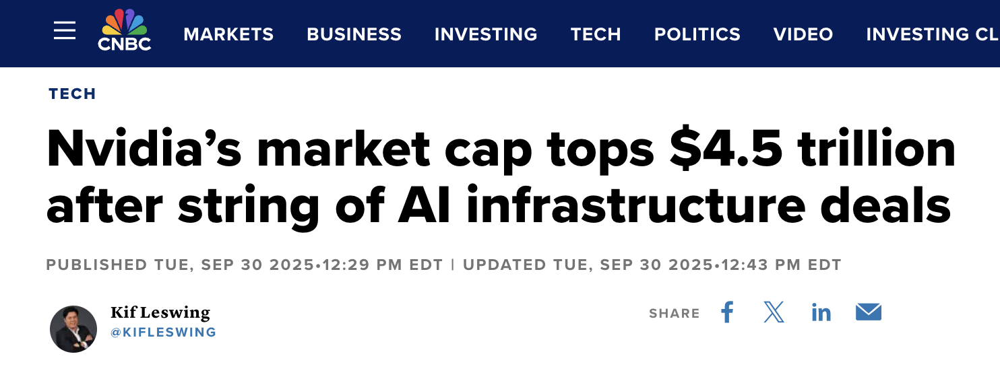 CNBC
MARKETS BUSINESS INVESTING TECH POLITICS VIDEO INVESTING CL
TECH
Nvidia’s market cap tops $4.5 trillion
after string of AI infrastructure deals
PUBLISHED TUE, SEP 30 2025•12:29 PM EDT | UPDATED TUE, SEP 30 2025•12:43 PM EDT
Kif Leswing
@KIFLESWING
SHARE